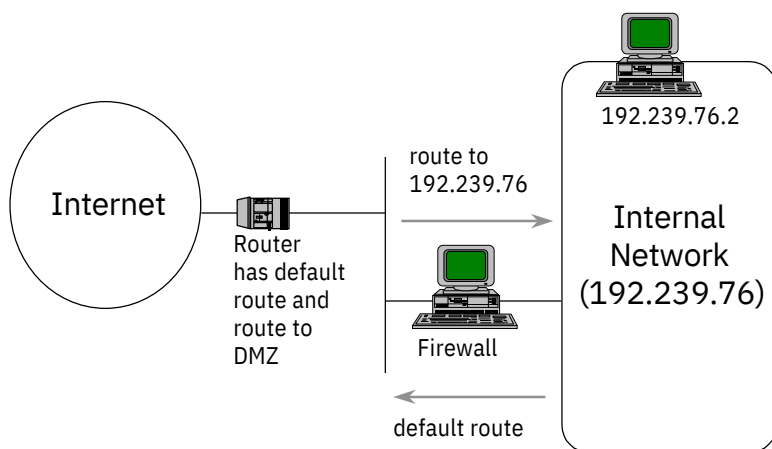 Internet
Router
has default
route and
route to
DMZ
route to
192.239.76
Firewall
default route
192.239.76.2
Internal
Network
(192.239.76)